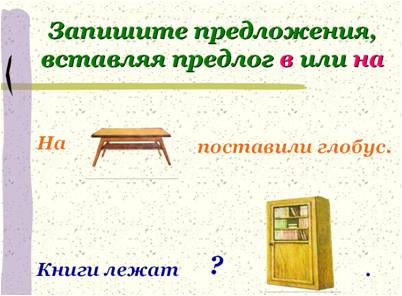 Запишите предложения,
вставляя предлог в или на
На поставили глобус.
Книги лежат ? .